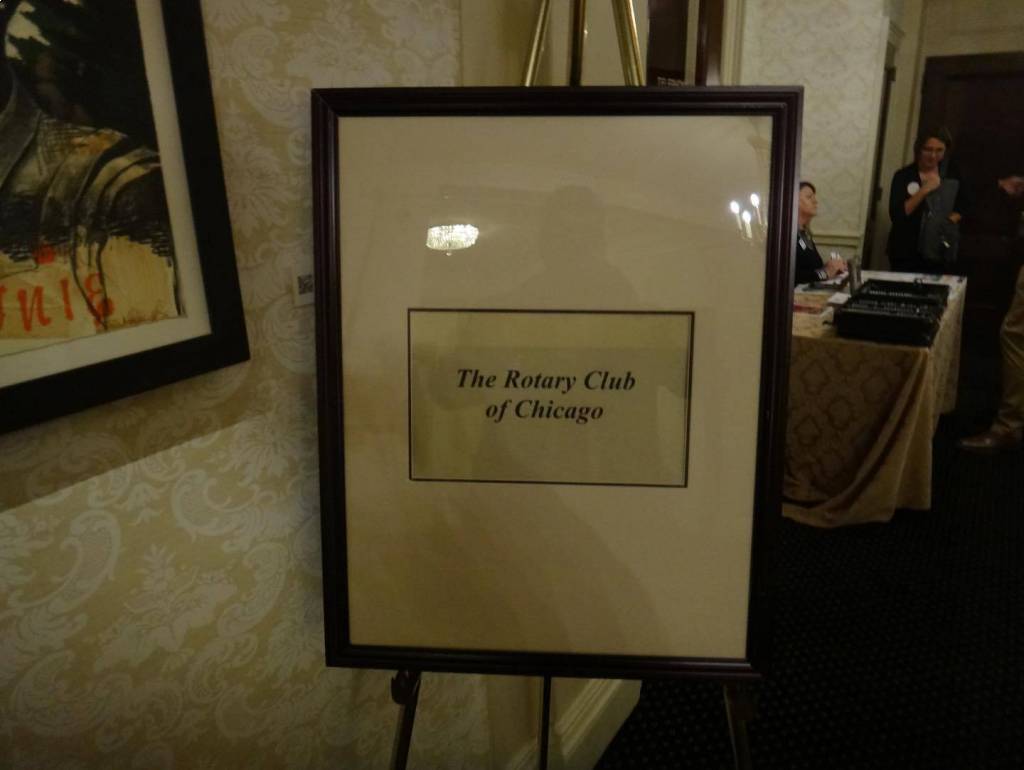 The Rotary Club
of Chicago